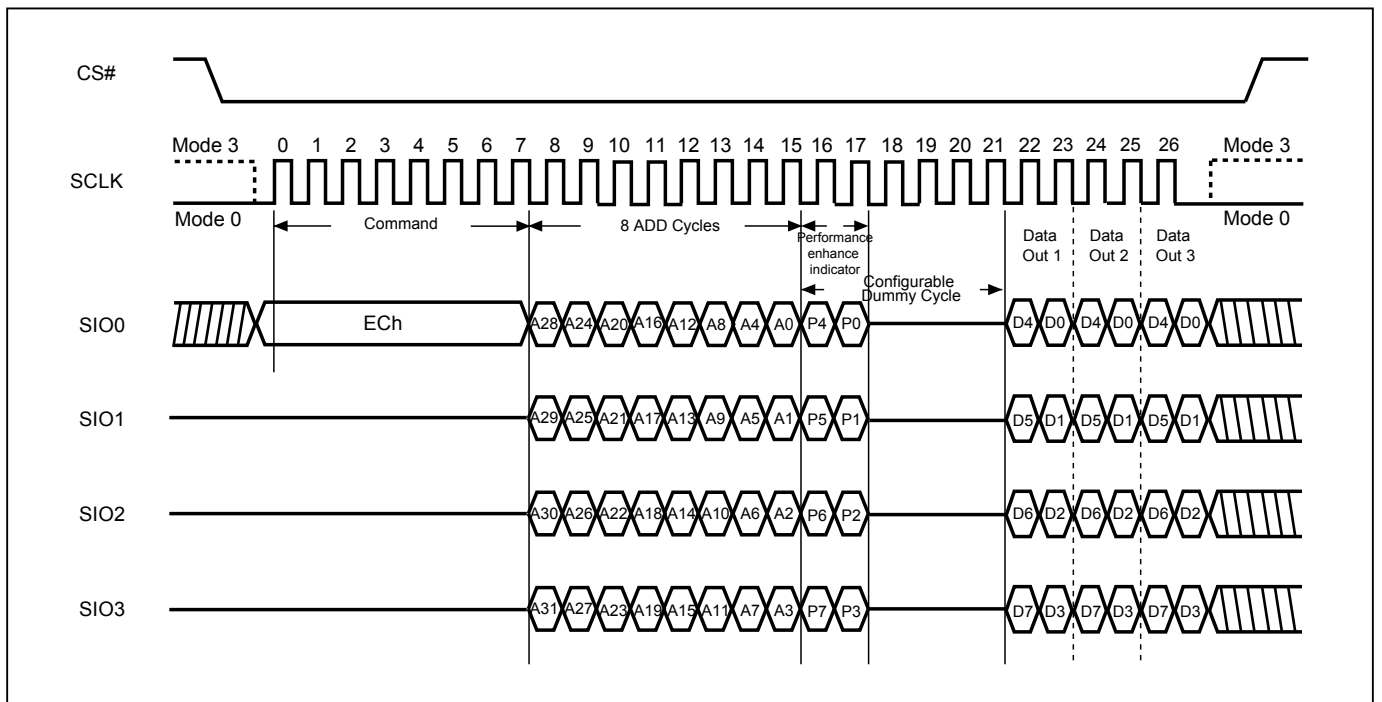 CS#
Mode 3 0 1 2 3 4 5 6 7 8 9 10 11 12 13 14 15 16 17 18 19 20 21 22 23 24 25 26 Mode 3
SCLK
Mode 0 Mode 0
Command 8 ADD Cycles
Performance
enhance
indicator
Data
Out 1
Data
Out 2
Data
Out 3
Configurable
Dummy Cycle
SIO0 ECh A28 A24 A20 A16 A12 A8 A4 A0 P4 P0 D4 D0 D4 D0 D4 D0
SIO1 A29 A25 A21 A17 A13 A9 A5 A1 P5 P1 D5 D1 D5 D1 D5 D1
SIO2 A30 A26 A22 A18 A14 A10 A6 A2 P6 P2 D6 D2 D6 D2 D6 D2
SIO3 A31 A27 A23 A19 A15 A11 A7 A3 P7 P3 D7 D3 D7 D3 D7 D3